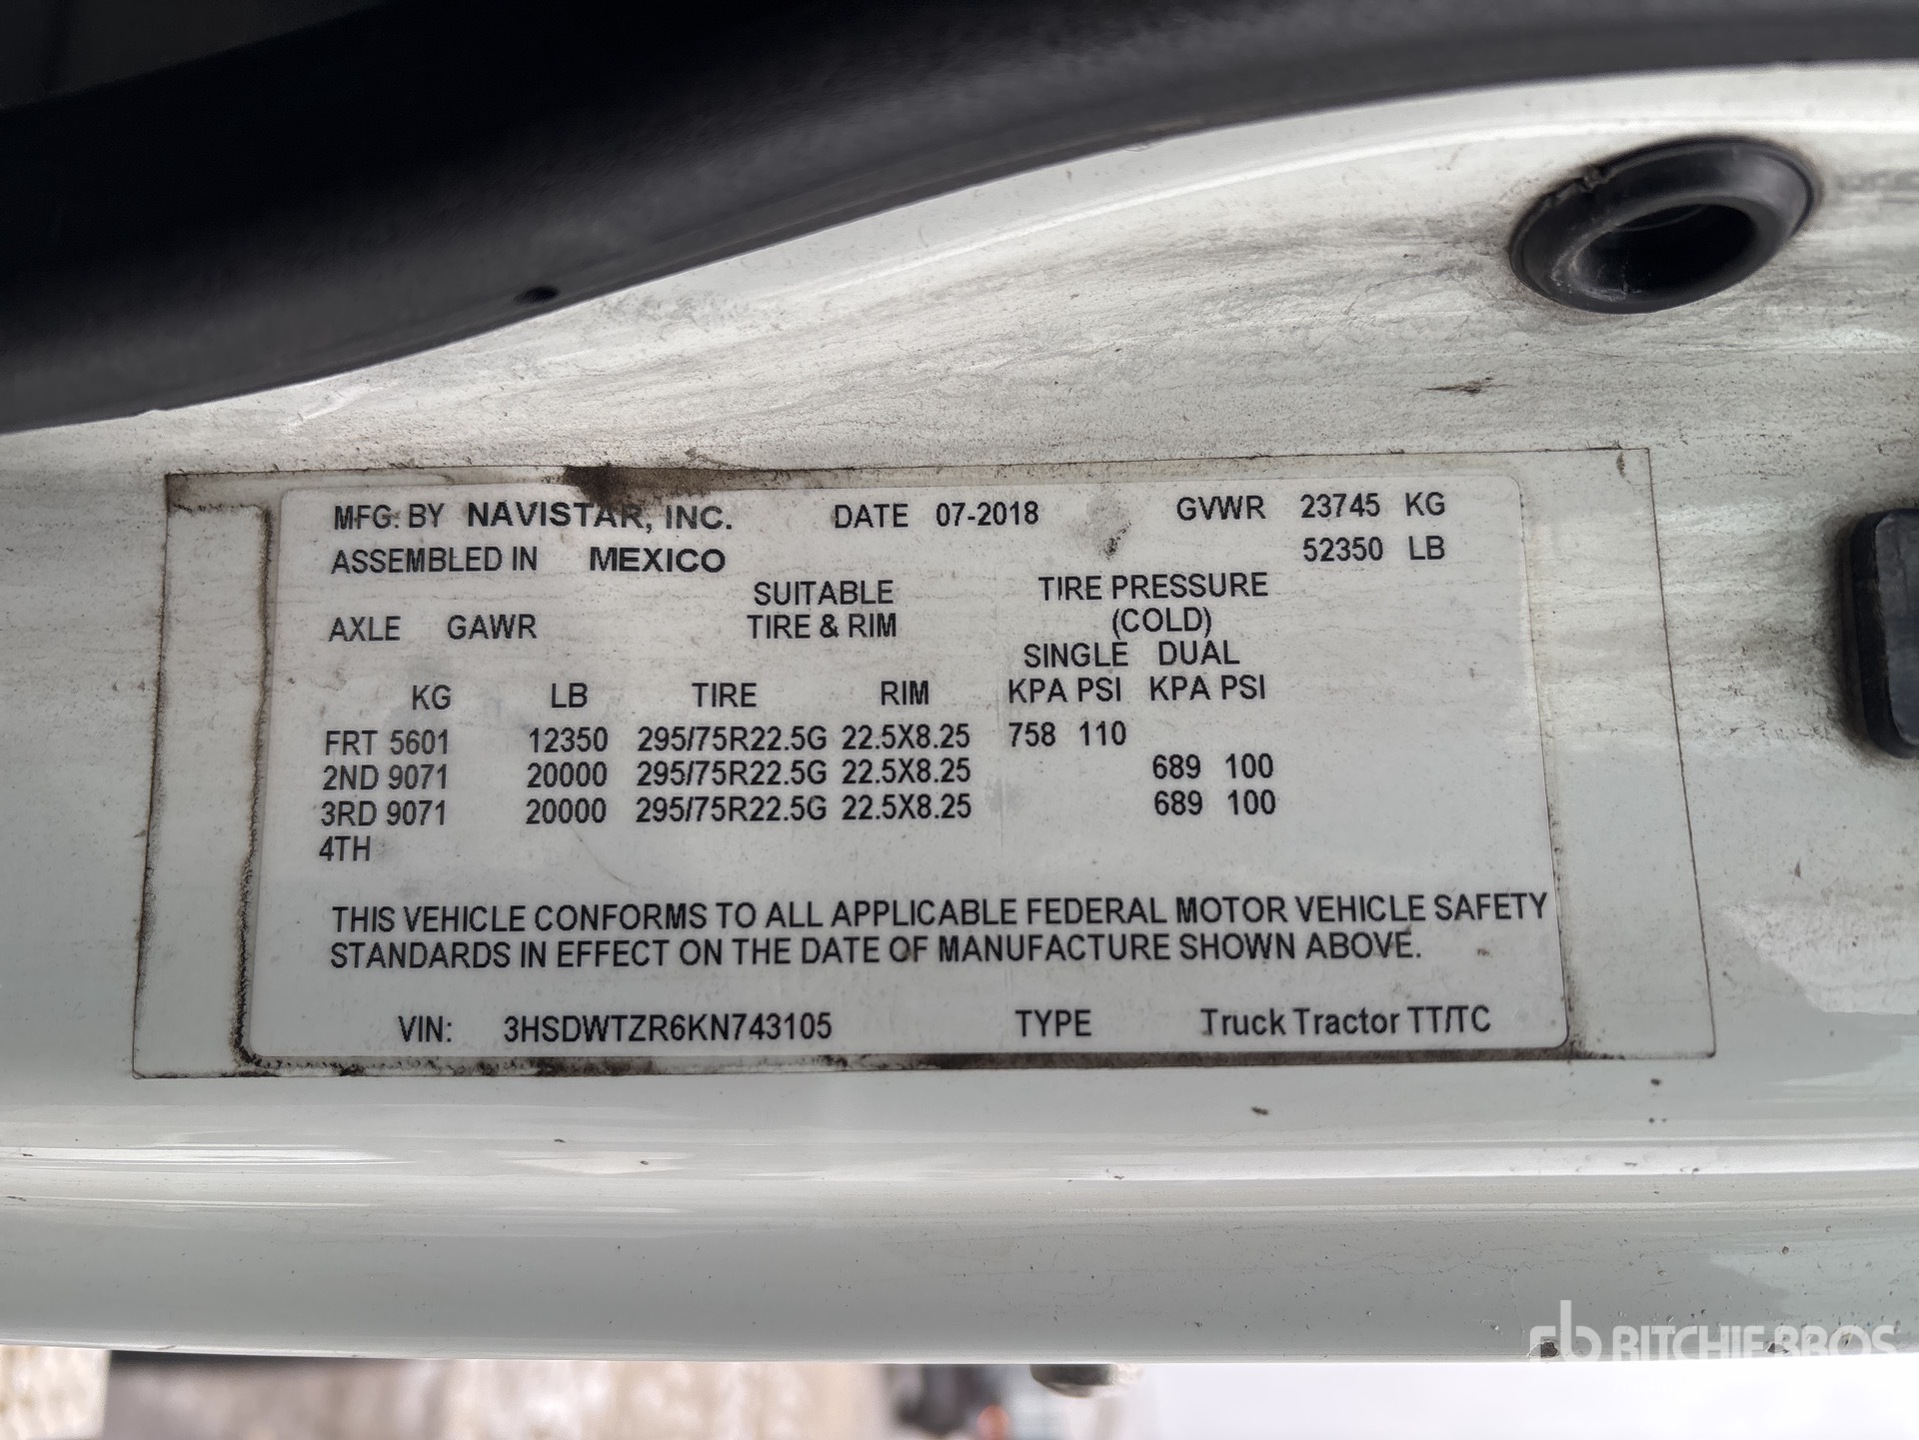 MFG. BY NAVISTAR, INC. DATE 07-2018 GVWR 23745 KG
ASSEMBLED IN MEXICO 52350 LB
SUITABLE TIRE PRESSURE
AXLE GAWR TIRE & RIM (COLD)
SINGLE DUAL
KG LB TIRE RIM KPA PSI KPA PSI
FRT 5601 12350 295/75R22.5G 22.5X8.25 758 110
2ND 9071 20000 295/75R22.5G 22.5X8.25 689 100
3RD 9071 20000 295/75R22.5G 22.5X8.25 689 100
4TH
THIS VEHICLE CONFORMS TO ALL APPLICABLE FEDERAL MOTOR VEHICLE SAFETY
STANDARDS IN EFFECT ON THE DATE OF MANUFACTURE SHOWN ABOVE.
VIN: 3HSDWTZR6KN743105 TYPE Truck Tractor TT/TC
rb RITCHIE BROS